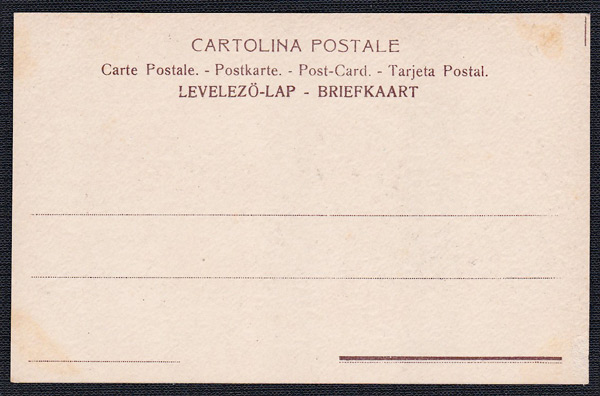 CARTOLINA POSTALE
Carte Postale. - Postkarte. - Post-Card. - Tarjeta Postal.
LEVELEZÖ-LAP - BRIEFKAART